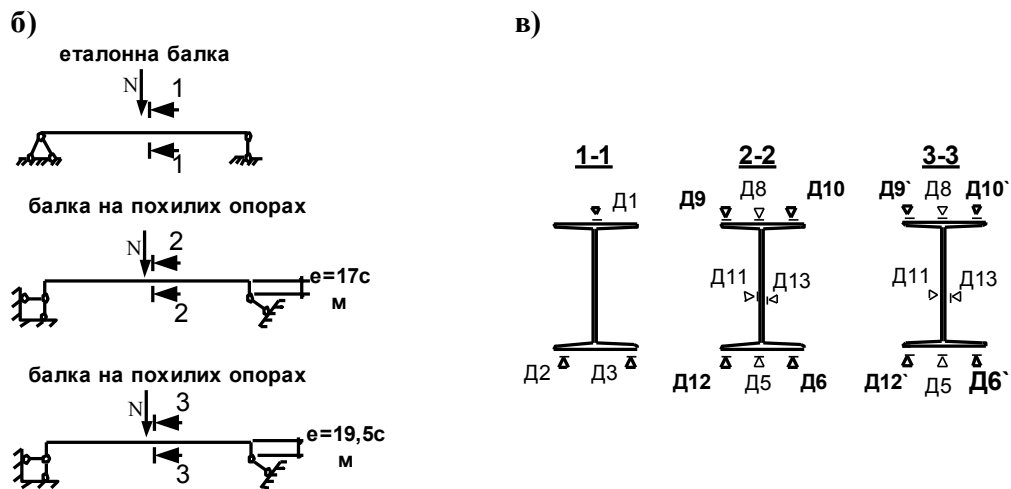 б)
еталонна балка
N
1
1
балка на похилих опорах
N
2
2
e=17с
м
балка на похилих опорах
N
3
3
e=19,5с
м
в)
1-1
Д1
Д2 Д3
2-2
Д9 Д8 Д10
Д11 Д13
Д12 Д5 Д6
3-3
Д9` Д8 Д10`
Д11 Д13
Д12` Д5 Д6`